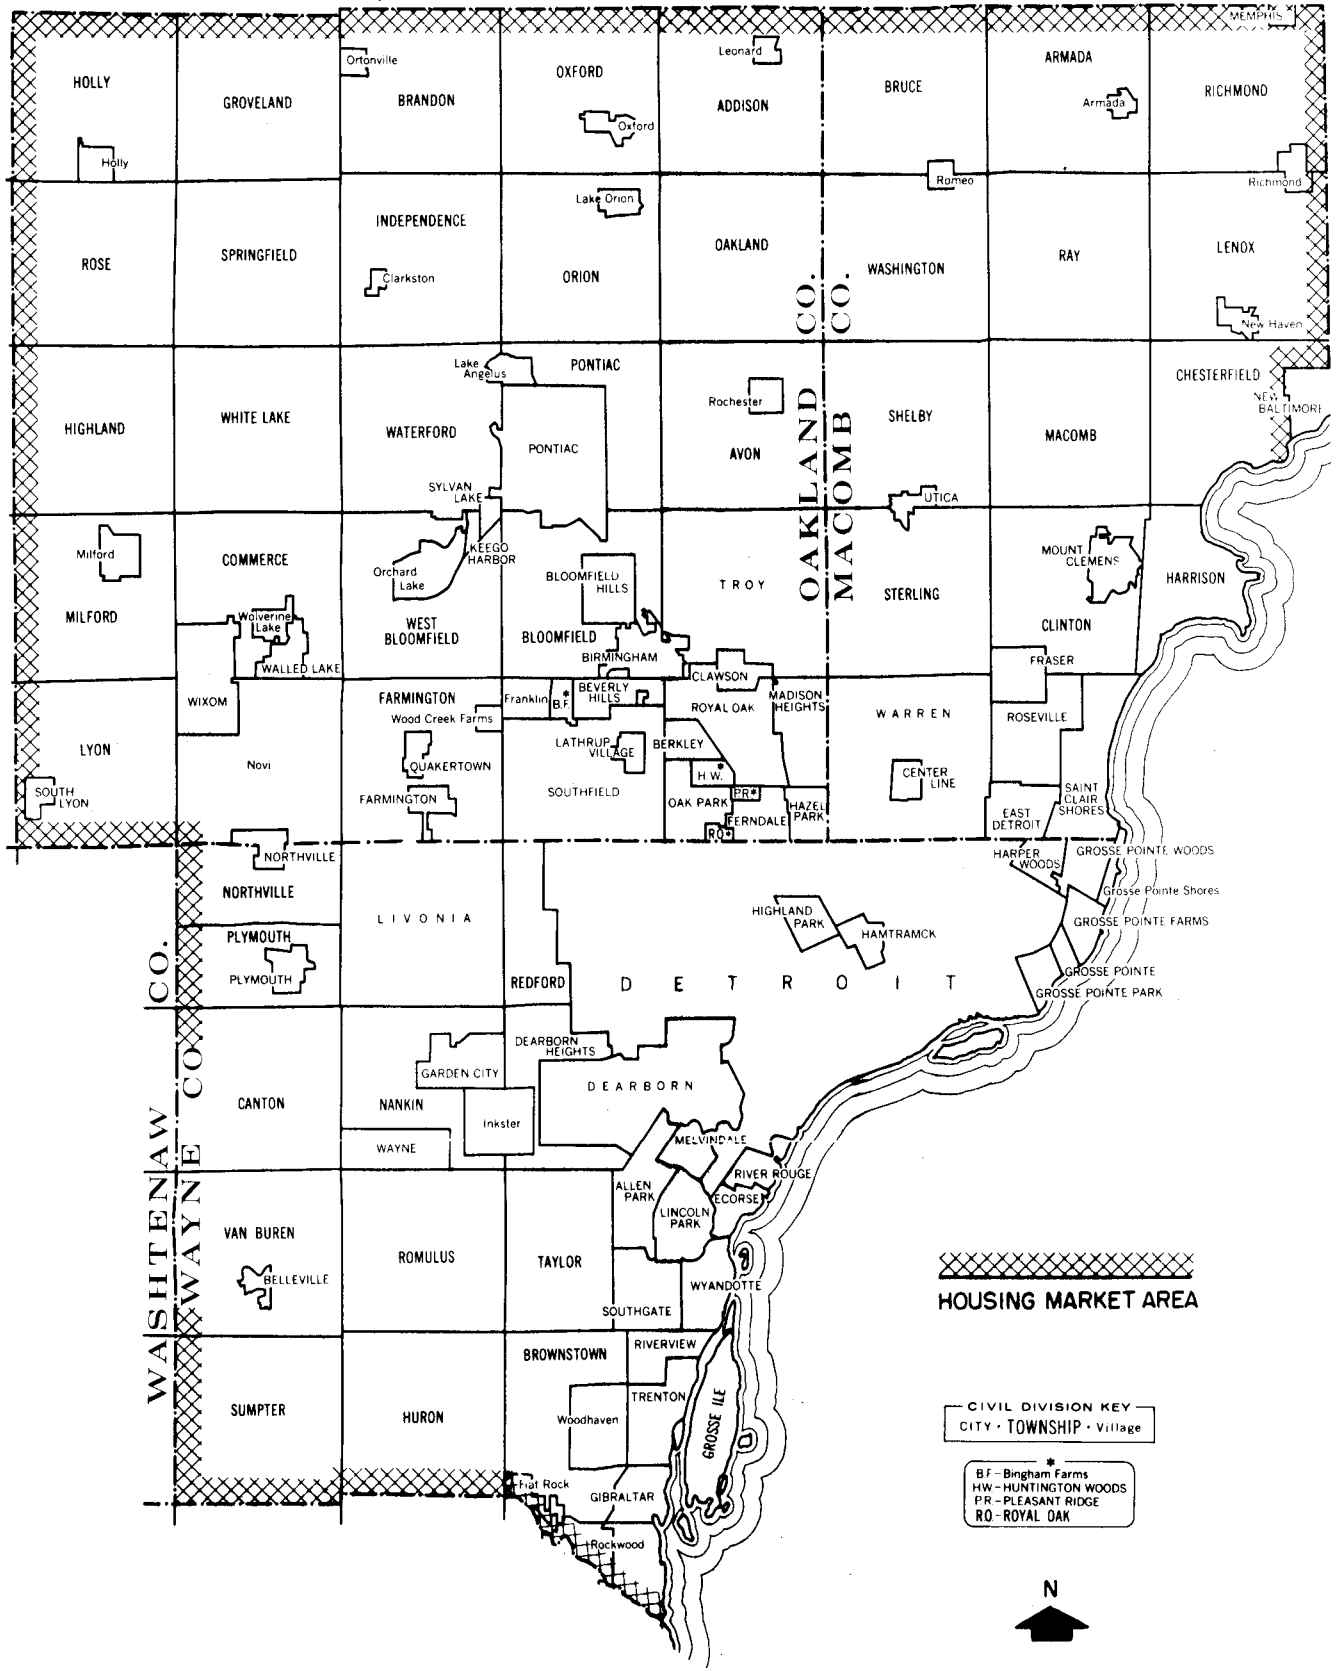 MEMPHIS
HOLLY
GROVELAND
Ortonville
BRANDON
OXFORD
Oxford
Leonard
ADDISON
BRUCE
ARMADA
Armada
RICHMOND
Holly
Romeo
Richmond
ROSE
SPRINGFIELD
INDEPENDENCE
Clarkston
Lake Orion
ORION
OAKLAND
WASHINGTON
RAY
LENOX
New Haven
OAKLAND CO.
MACOMB CO.
HIGHLAND
WHITE LAKE
WATERFORD
Lake
Angelus
PONTIAC
PONTIAC
SYLVAN
LAKE
Rochester
AVON
SHELBY
UTICA
MACOMB
CHESTERFIELD
NEW
BALTIMORE
Milford
MILFORD
COMMERCE
Wolverine
Lake
WALLED LAKE
Orchard
Lake
KEEGO
HARBOR
WEST
BLOOMFIELD
BLOOMFIELD
HILLS
BLOOMFIELD
BIRMINGHAM
TROY
CLAWSON
STERLING
MOUNT
CLEMENS
CLINTON
FRASER
HARRISON
WIXOM
LYON
SOUTH
LYON
Novi
FARMINGTON
Wood Creek Farms
QUAKERTOWN
FARMINGTON
Franklin
*
B.F.
BEVERLY
HILLS
LATHRUP
VILLAGE
SOUTHFIELD
ROYAL OAK
MADISON
HEIGHTS
BERKLEY
*
H.W.
OAK PARK
PR*
FERNDALE
RO*
HAZEL
PARK
WARREN
CENTER
LINE
ROSEVILLE
EAST
DETROIT
SAINT
CLAIR
SHORES
NORTHVILLE
NORTHVILLE
PLYMOUTH
PLYMOUTH
LIVONIA
REDFORD
DETROIT
HIGHLAND
PARK
HAMTRAMCK
HARPER
WOODS
GROSSE POINTE WOODS
Grosse Pointe Shores
GROSSE POINTE FARMS
GROSSE POINTE
GROSSE POINTE PARK
WASHTENAW CO.
WAYNE CO
CANTON
NANKIN
WAYNE
GARDEN CITY
Inkster
DEARBORN
HEIGHTS
DEARBORN
MELVINDALE
RIVER ROUGE
ALLEN
PARK
LINCOLN
PARK
ECORSE
VAN BUREN
BELLEVILLE
ROMULUS
TAYLOR
SOUTHGATE
WYANDOTTE
SUMPTER
HURON
BROWNSTOWN
RIVERVIEW
TRENTON
Woodhaven
GROSSE ILE
Flat Rock
GIBRALTAR
Rockwood
HOUSING MARKET AREA
CIVIL DIVISION KEY
CITY · TOWNSHIP · Village
*
B.F.-Bingham Farms
HW-HUNTINGTON WOODS
P.R.-PLEASANT RIDGE
RO.-ROYAL OAK
N